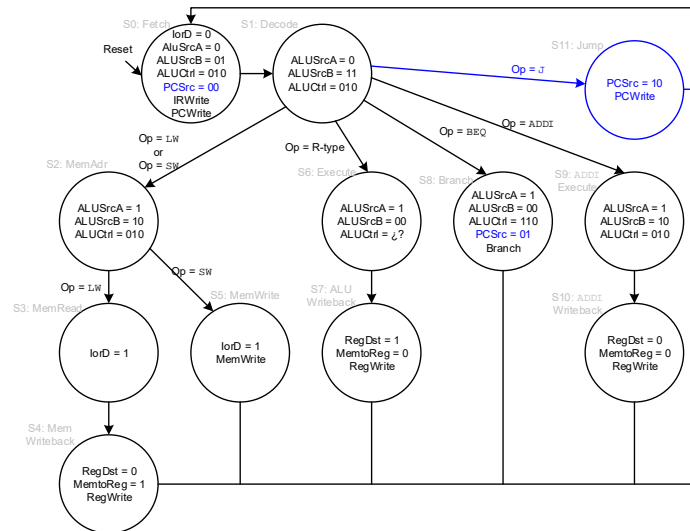 S0: Fetch
IorD = 0
AluSrcA = 0
ALUSrcB = 01
ALUCtrl = 010
PCSrc = 00
IRWrite
PCWrite
Reset
S1: Decode
ALUSrcA = 0
ALUSrcB = 11
ALUCtrl = 010
S11: Jump
PCSrc = 10
PCWrite
Op = J
Op = ADDI
Op = BEQ
Op = R-type
Op = LW
or
Op = SW
S2: MemAdr
ALUSrcA = 1
ALUSrcB = 10
ALUCtrl = 010
S6: Execute
ALUSrcA = 1
ALUSrcB = 00
ALUCtrl = ¿?
S8: Branch
ALUSrcA = 1
ALUSrcB = 00
ALUCtrl = 110
PCSrc = 01
Branch
S9: ADDI
Execute
ALUSrcA = 1
ALUSrcB = 10
ALUCtrl = 010
Op = LW
Op = SW
S3: MemRead
IorD = 1
S5: MemWrite
IorD = 1
MemWrite
S7: ALU
Writeback
RegDst = 1
MemtoReg = 0
RegWrite
S10: ADDI
Writeback
RegDst = 0
MemtoReg = 0
RegWrite
S4: Mem
Writeback
RegDst = 0
MemtoReg = 1
RegWrite